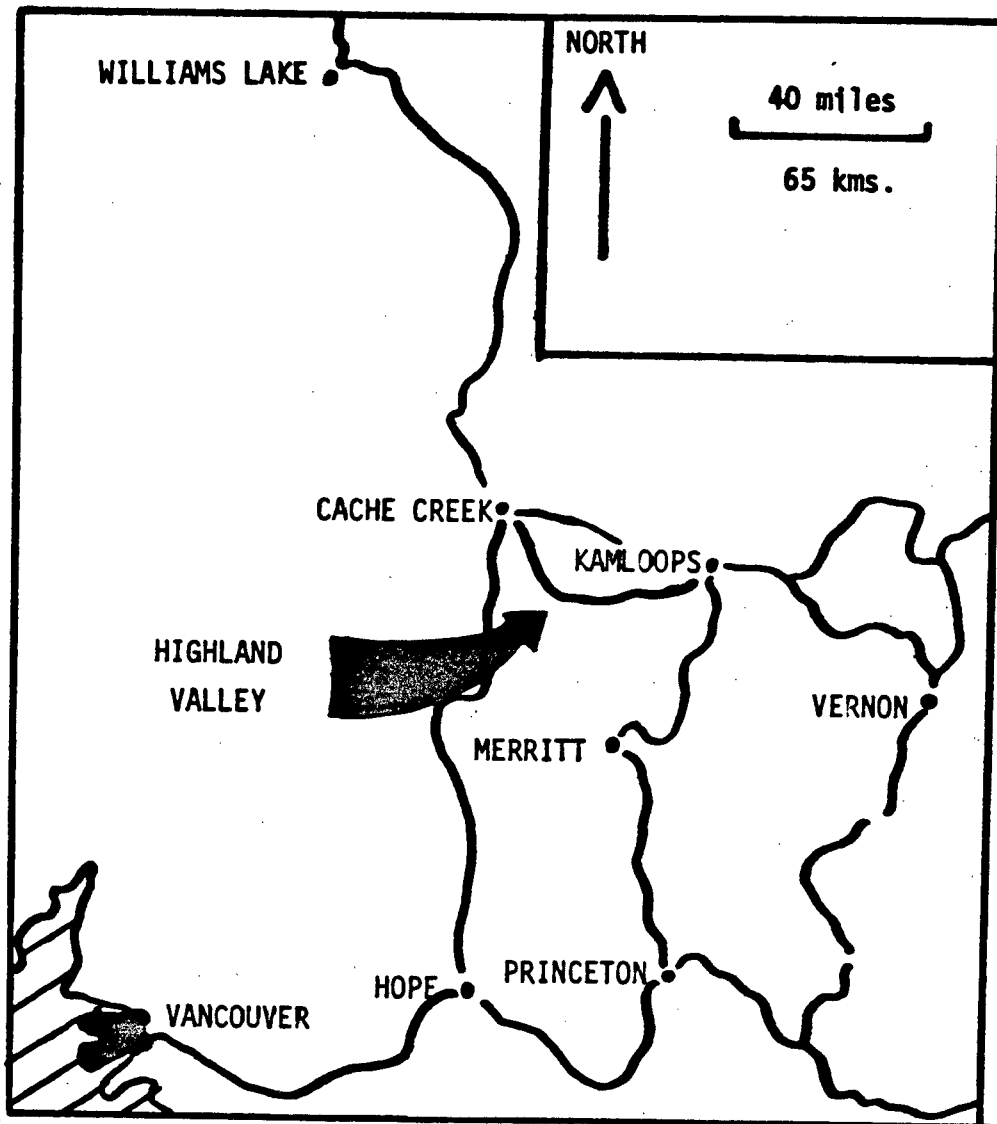 NORTH
WILLIAMS LAKE
40 miles
65 kms.
CACHE CREEK
KAMLOOPS
HIGHLAND
VALLEY
VERNON
MERRITT
PRINCETON
HOPE
VANCOUVER